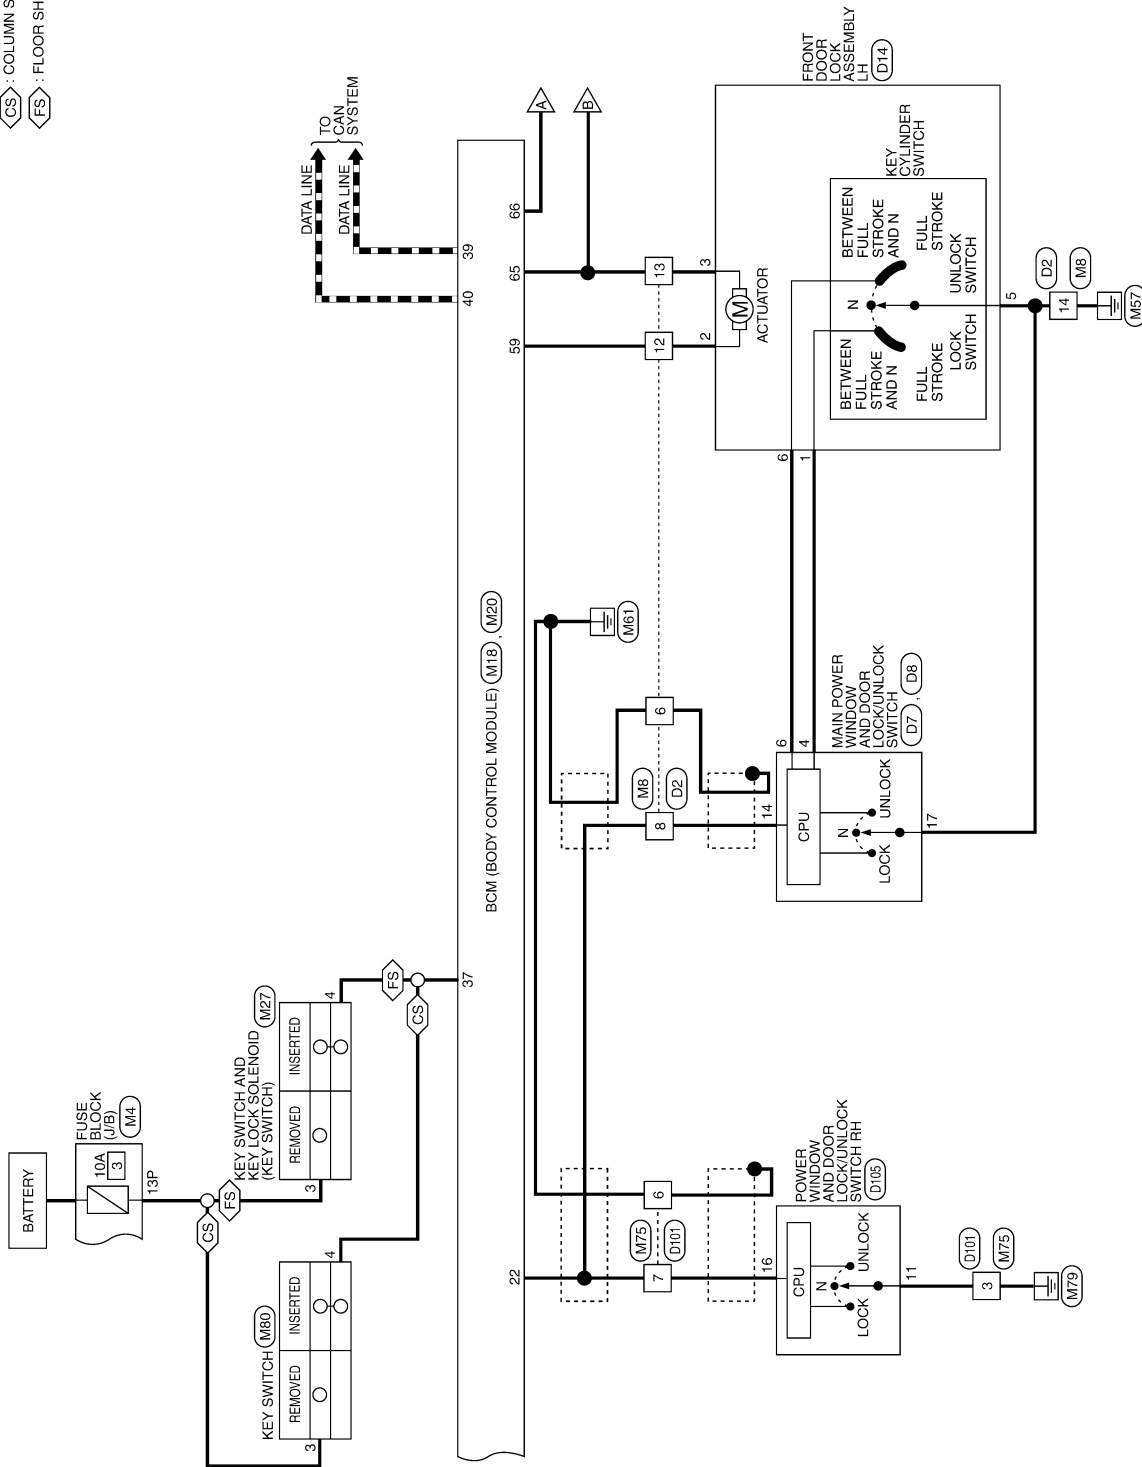 CS : COLUMN S
FS : FLOOR SH
BATTERY
FUSE
BLOCK
(J/B)
M4
10A
3
13P
CS
FS
KEY SWITCH M80
REMOVED
INSERTED
3
4
KEY SWITCH AND
KEY LOCK SOLENOID
(KEY SWITCH)
M27
REMOVED
INSERTED
3
4
FS
CS
DATA LINE
DATA LINE
TO
CAN
SYSTEM
37
40
39
BCM (BODY CONTROL MODULE) M18 , M20
22
59
65
66
A
B
M61
M75
D101
7
6
M8
D2
8
6
12
13
16
POWER
WINDOW
AND DOOR
LOCK/UNLOCK
SWITCH RH
D105
CPU
N
LOCK
UNLOCK
11
3
D101
M75
M79
14
6
4
MAIN POWER
WINDOW
AND DOOR
LOCK/UNLOCK
SWITCH
D7 , D8
CPU
N
LOCK
UNLOCK
17
2
3
M
ACTUATOR
FRONT
DOOR
LOCK
ASSEMBLY
LH
D14
6
1
KEY
CYLINDER
SWITCH
BETWEEN
FULL
STROKE
AND N
N
BETWEEN
FULL
STROKE
AND N
FULL
STROKE
FULL
STROKE
LOCK
SWITCH
UNLOCK
SWITCH
5
14
D2
M8
M57